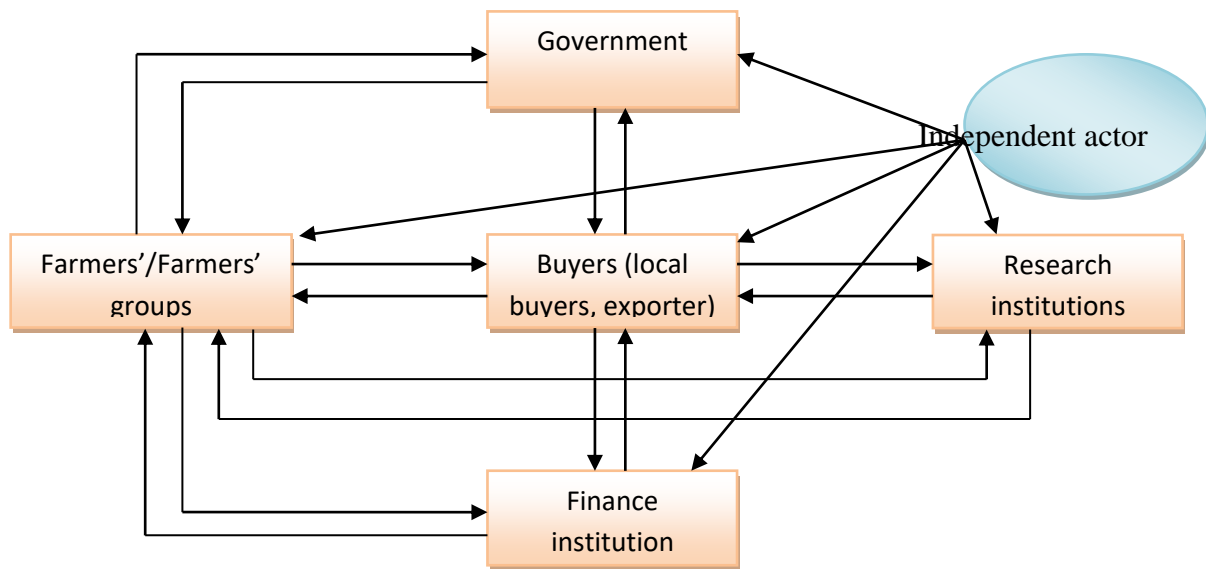 Government
Independent actor
Farmers’/Farmers’
groups
Buyers (local
buyers, exporter)
Research
institutions
Finance
institution